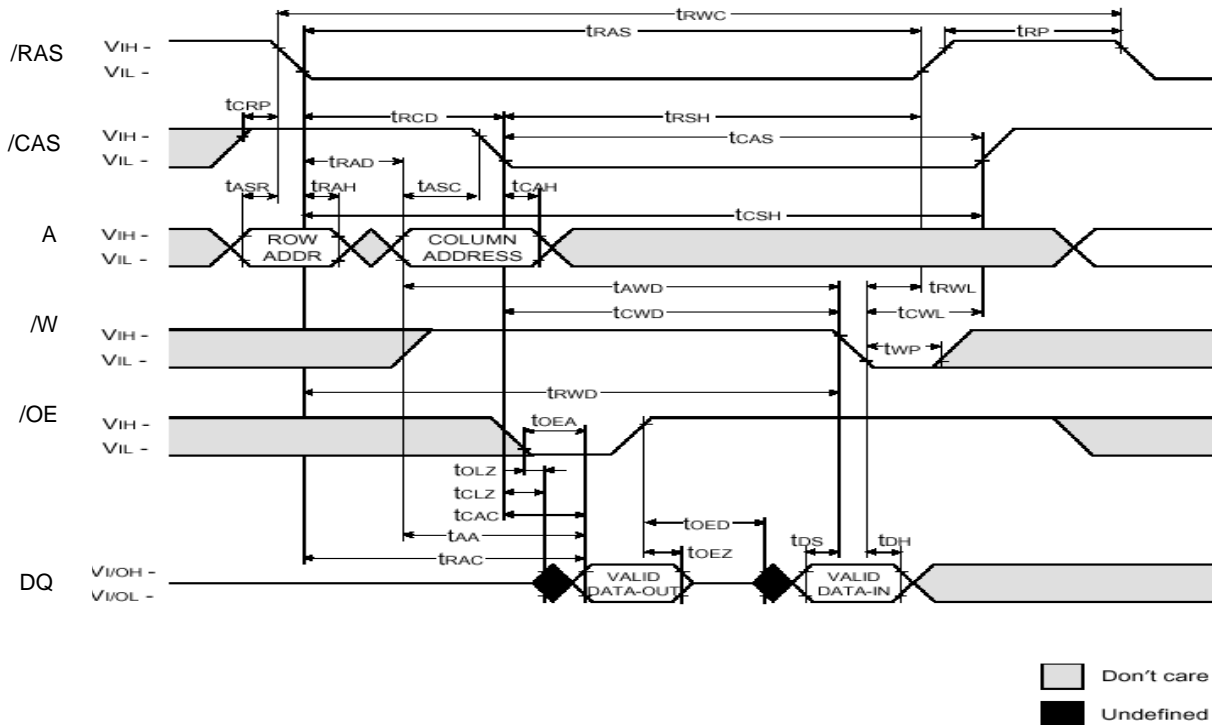 tRWC
tRAS
tRP
/RAS
VIH -
VIL -
tCRP
tRCD
tRSH
/CAS
VIH -
VIL -
tCAS
tRAD
tASR
tRAH
tASC
tCAH
tCSH
A
VIH -
VIL -
ROW
ADDR
COLUMN
ADDRESS
tAWD
tRWL
tCWD
tCWL
/W
VIH -
VIL -
tWP
tRWD
/OE
VIH -
VIL -
tOEA
tOLZ
tCLZ
tCAC
tOED
tAA
tOEZ
tDS
tDH
tRAC
DQ
VI/OH -
VI/OL -
VALID
DATA-OUT
VALID
DATA-IN
Don't care
Undefined